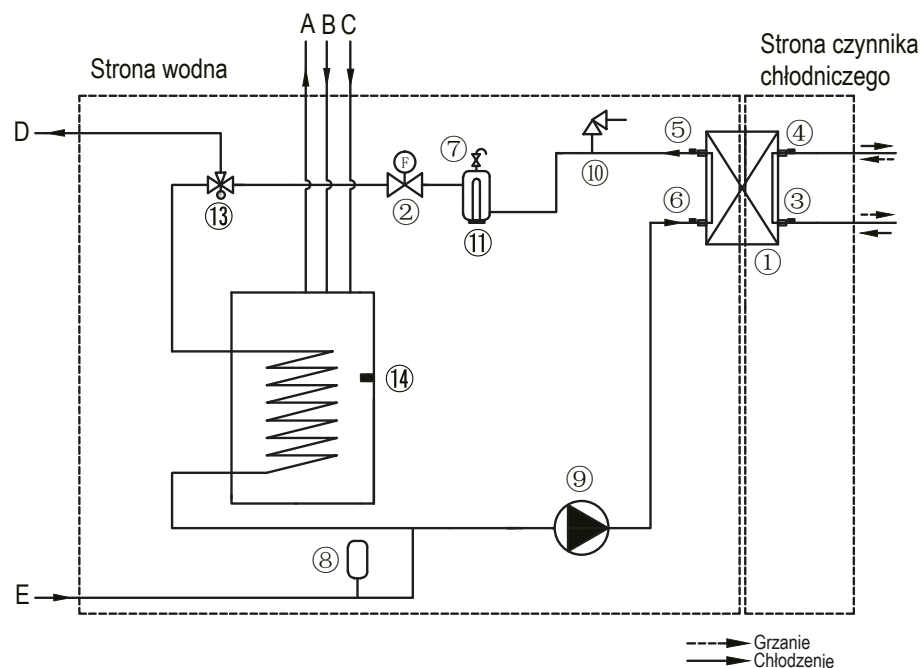 A B C
Strona czynnika
chłodniczego
Strona wodna
D
⑦
⑤
④
F
⑩
⑥
③
⑬
②
⑪
①
⑭
⑨
⑧
E
Grzanie
Chłodzenie